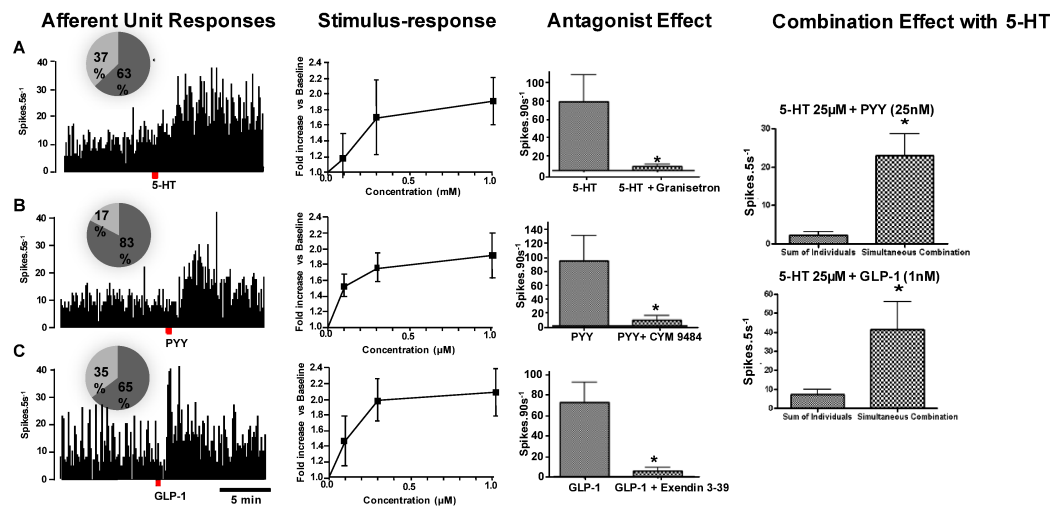 Afferent Unit Responses
Stimulus-response
Antagonist Effect
Combination Effect with 5-HT
A
37
%
63
%
40
30
20
10
0
Spikes.5s-1
5-HT
2.4
2.2
2.0
1.8
1.6
1.4
1.2
1.0
Fold increase vs Baseline
0.0
0.5
1.0
Concentration (mM)
100
80
60
40
20
0
Spikes.90s-1
5-HT
5-HT + Granisetron
*
B
17
%
83
%
40
30
20
10
0
Spikes.5s-1
PYY
2.4
2.2
2.0
1.8
1.6
1.4
1.2
1.0
Fold increase vs Baseline
0.5
1.0
Concentration (µM)
140
120
100
80
60
40
20
0
Spikes.90s-1
PYY
PYY+ CYM 9484
*
C
35
%
65
%
40
30
20
10
0
Spikes.5s-1
GLP-1
5 min
2.4
2.2
2.0
1.8
1.6
1.4
1.2
1.0
Fold increase vs Baseline
0.5
1.0
Concentration (µM)
100
80
60
40
20
0
Spikes.90s-1
GLP-1
GLP-1 + Exendin 3-39
*
5-HT 25µM + PYY (25nM)
*
30
20
10
0
Spikes.5s-1
Sum of Individuals
Simultaneous Combination
5-HT 25µM + GLP-1 (1nM)
*
60
50
40
30
20
10
0
Spikes.5s-1
Sum of Individuals
Simultaneous Combination